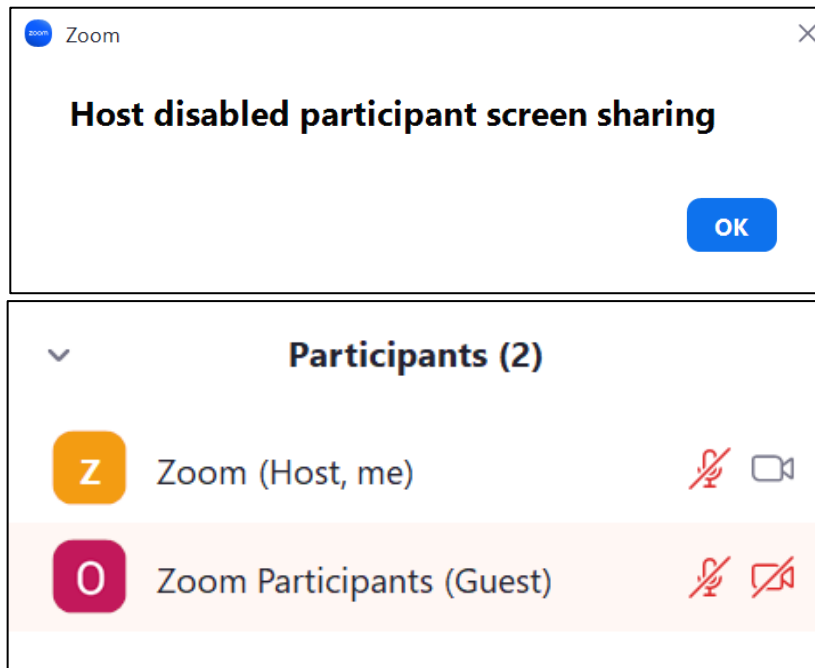 zoom
Zoom
Host disabled participant screen sharing
OK
Participants (2)
Z
Zoom (Host, me)
O
Zoom Participants (Guest)